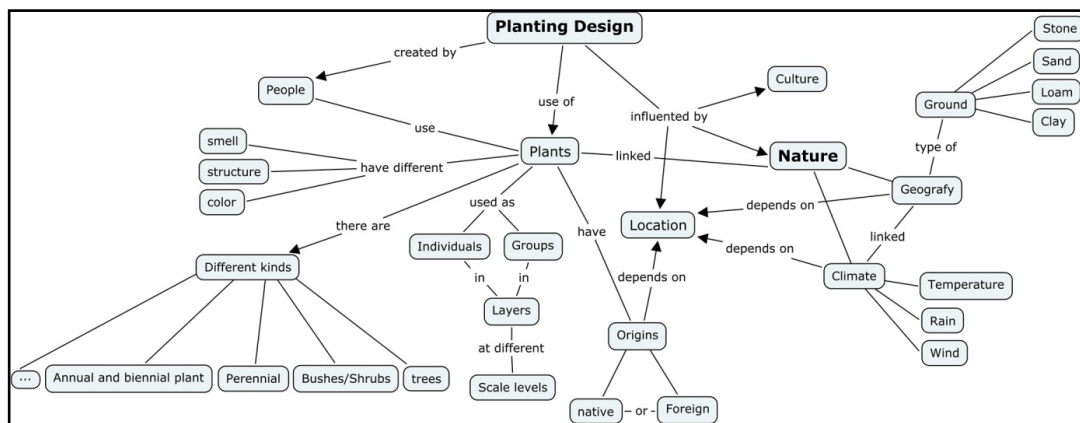 Planting Design
created by
People
use
use of
influented by
Culture
Stone
Sand
Loam
Clay
Ground
type of
smell
structure
color
have different
Plants
linked
Nature
Geografy
depends on
Location
linked
depends on
Climate
Temperature
Rain
Wind
there are
used as
have
Individuals
Groups
in
in
Layers
at different
Scale levels
depends on
Origins
native
- or -
Foreign
Different kinds
...
Annual and biennial plant
Perennial
Bushes/Shrubs
trees